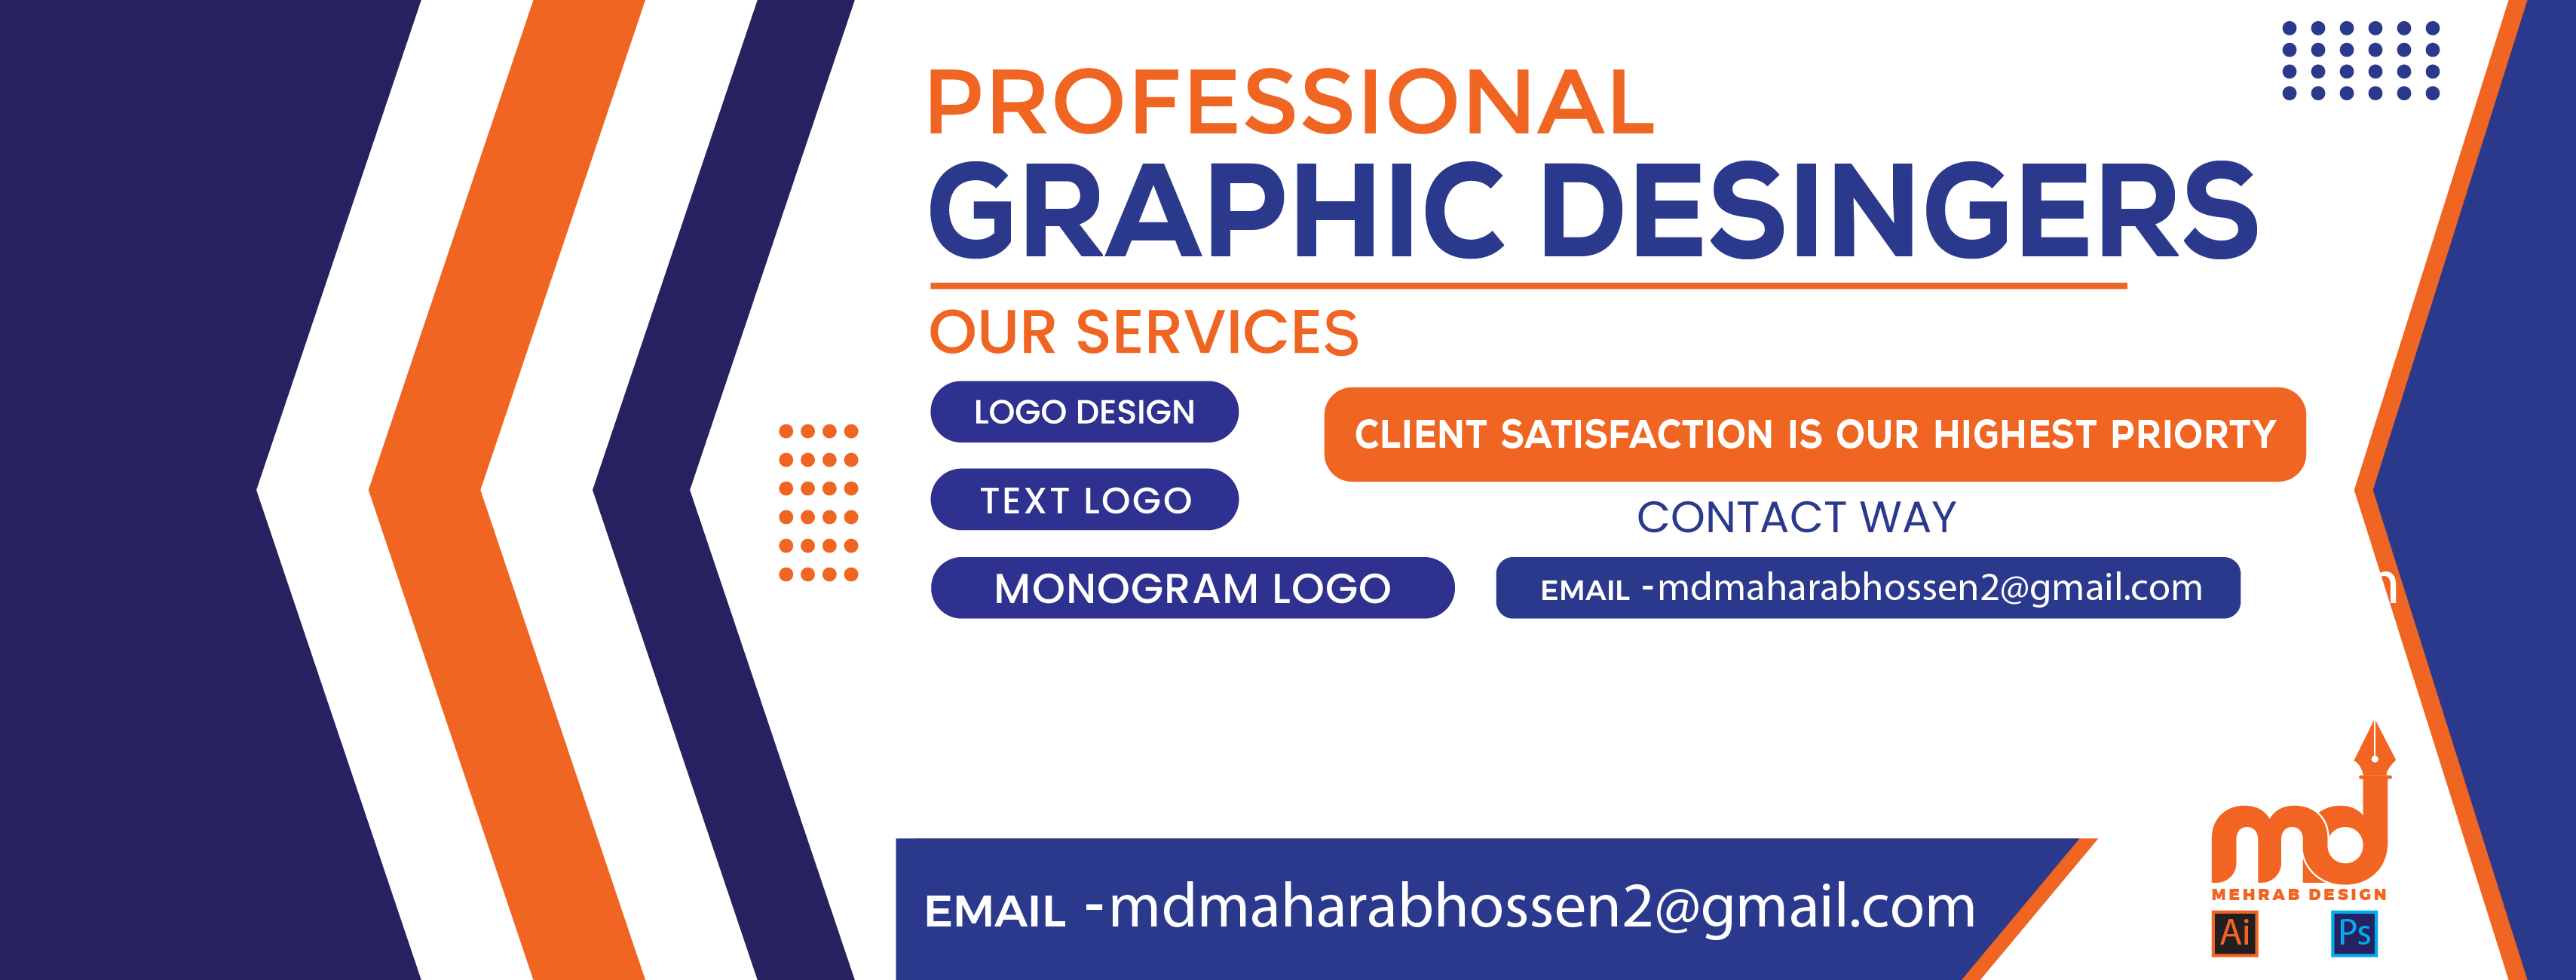 PROFESSIONAL
GRAPHIC DESINGERS
OUR SERVICES
LOGO DESIGN
CLIENT SATISFACTION IS OUR HIGHEST PRIORTY
TEXT LOGO
CONTACT WAY
MONOGRAM LOGO
EMAIL -mdmaharabhossen2@gmail.com
md
MEHRAB DESIGN
EMAIL -mdmaharabhossen2@gmail.com
Ai
Ps